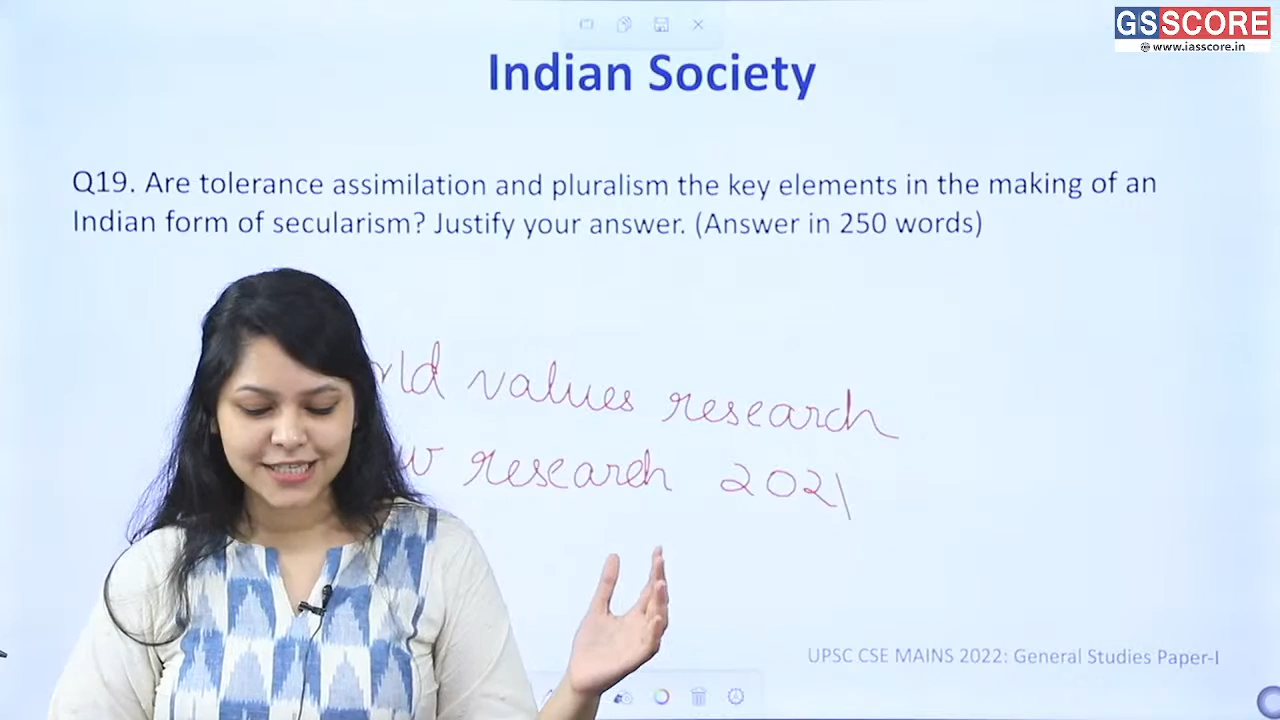 GSSCORE
www.iasscore.in
Indian Society
Q19. Are tolerance assimilation and pluralism the key elements in the making of an
Indian form of secularism? Justify your answer. (Answer in 250 words)
values research
research 2021
UPSC CSE MAINS 2022: General Studies Paper-I